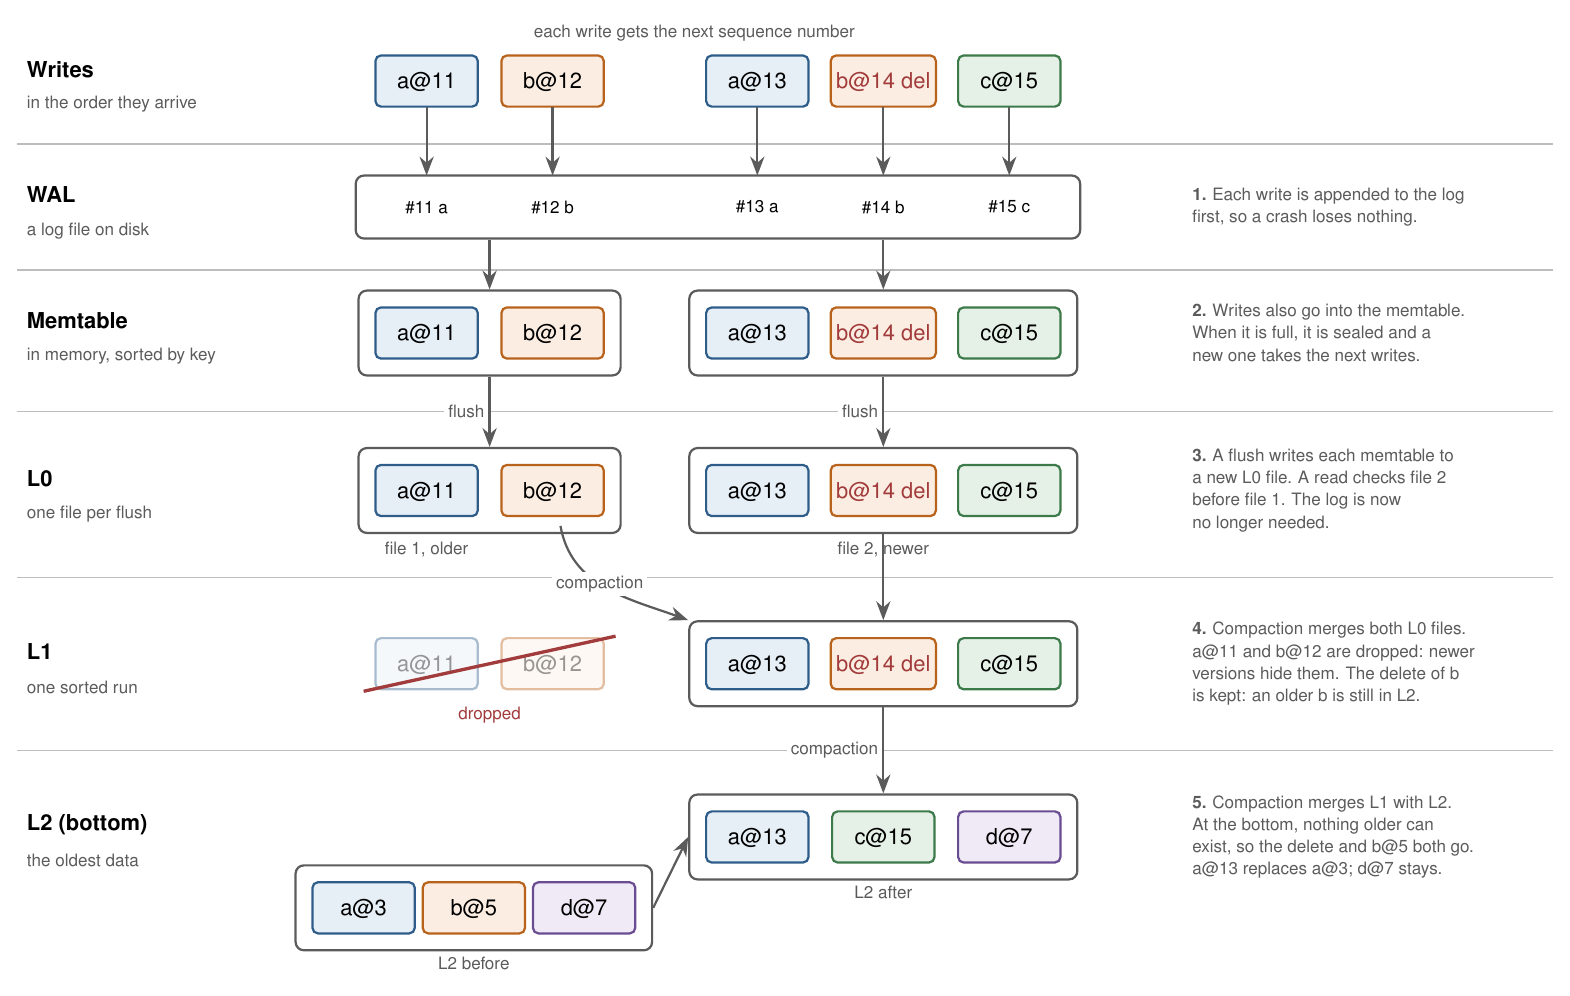 each write gets the next sequence number
Writes
in the order they arrive
a@11
b@12
a@13
b@14 del
c@15
WAL
a log file on disk
#11 a
#12 b
#13 a
#14 b
#15 c
1. Each write is appended to the log
first, so a crash loses nothing.
Memtable
in memory, sorted by key
a@11
b@12
a@13
b@14 del
c@15
2. Writes also go into the memtable.
When it is full, it is sealed and a
new one takes the next writes.
flush
flush
L0
one file per flush
a@11
b@12
a@13
b@14 del
c@15
file 1, older
file 2, newer
3. A flush writes each memtable to
a new L0 file. A read checks file 2
before file 1. The log is now
no longer needed.
compaction
L1
one sorted run
a@11
b@12
dropped
a@13
b@14 del
c@15
4. Compaction merges both L0 files.
a@11 and b@12 are dropped: newer
versions hide them. The delete of b
is kept: an older b is still in L2.
compaction
L2 (bottom)
the oldest data
a@13
c@15
d@7
L2 after
a@3
b@5
d@7
L2 before
5. Compaction merges L1 with L2.
At the bottom, nothing older can
exist, so the delete and b@5 both go.
a@13 replaces a@3; d@7 stays.